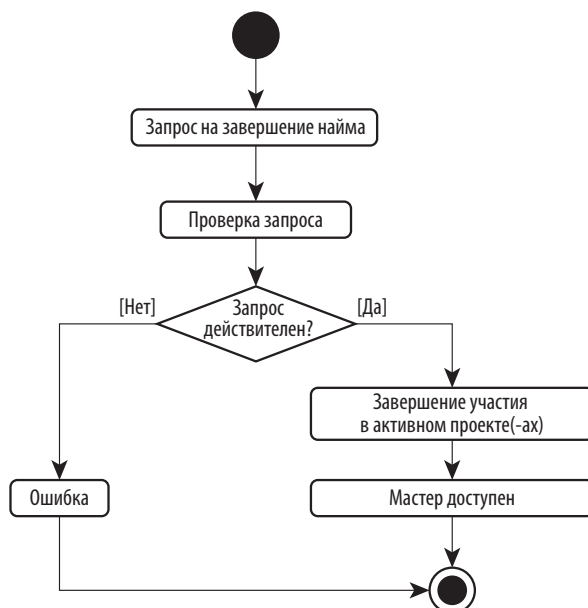 Запрос на завершение найма
Проверка запроса
[Нет]
Запрос
действителен?
[Да]
Завершение участия
в активном проекте(-ах)
Ошибка
Мастер доступен